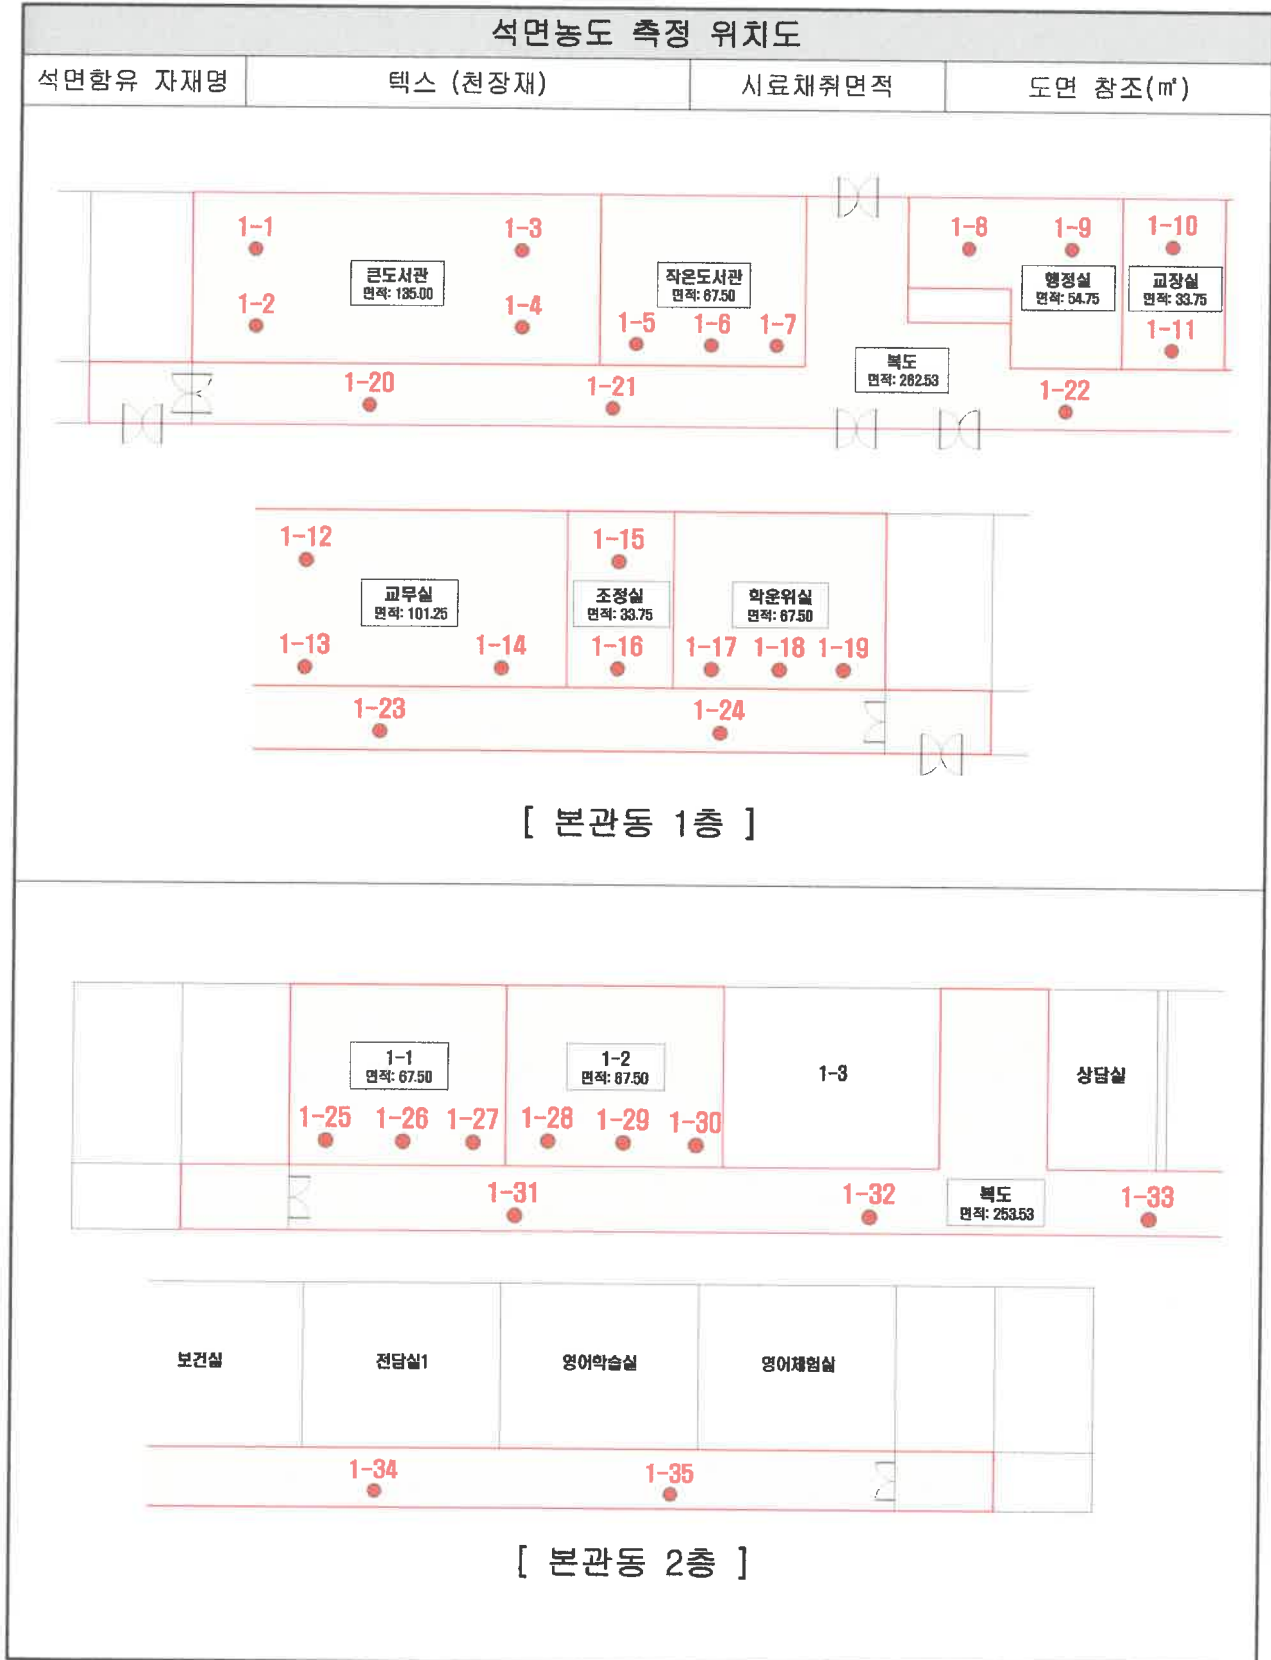 석면농도 측정 위치도
석면함유 자재명 텍스 (천장재) 시료채취면적 도면 참조(㎡)
1-1 1-3 1-8 1-9 1-10
큰도서관
면적: 135.00
작은도서관
면적: 67.50
행정실
면적: 54.75
교장실
면적: 33.75
1-2 1-4 1-5 1-6 1-7 1-11
복도
면적: 262.53
1-20 1-21 1-22
1-12 1-15
교무실
면적: 101.25
조정실
면적: 33.75
학운위실
면적: 67.50
1-13 1-14 1-16 1-17 1-18 1-19
1-23 1-24
[ 본관동 1층 ]
1-1
면적: 67.50
1-2
면적: 67.50
1-3
상담실
1-25 1-26 1-27 1-28 1-29 1-30
1-31 1-32
복도
면적: 253.53
1-33
보건실 전담실1 영어학습실 영어체험실
1-34 1-35
[ 본관동 2층 ]